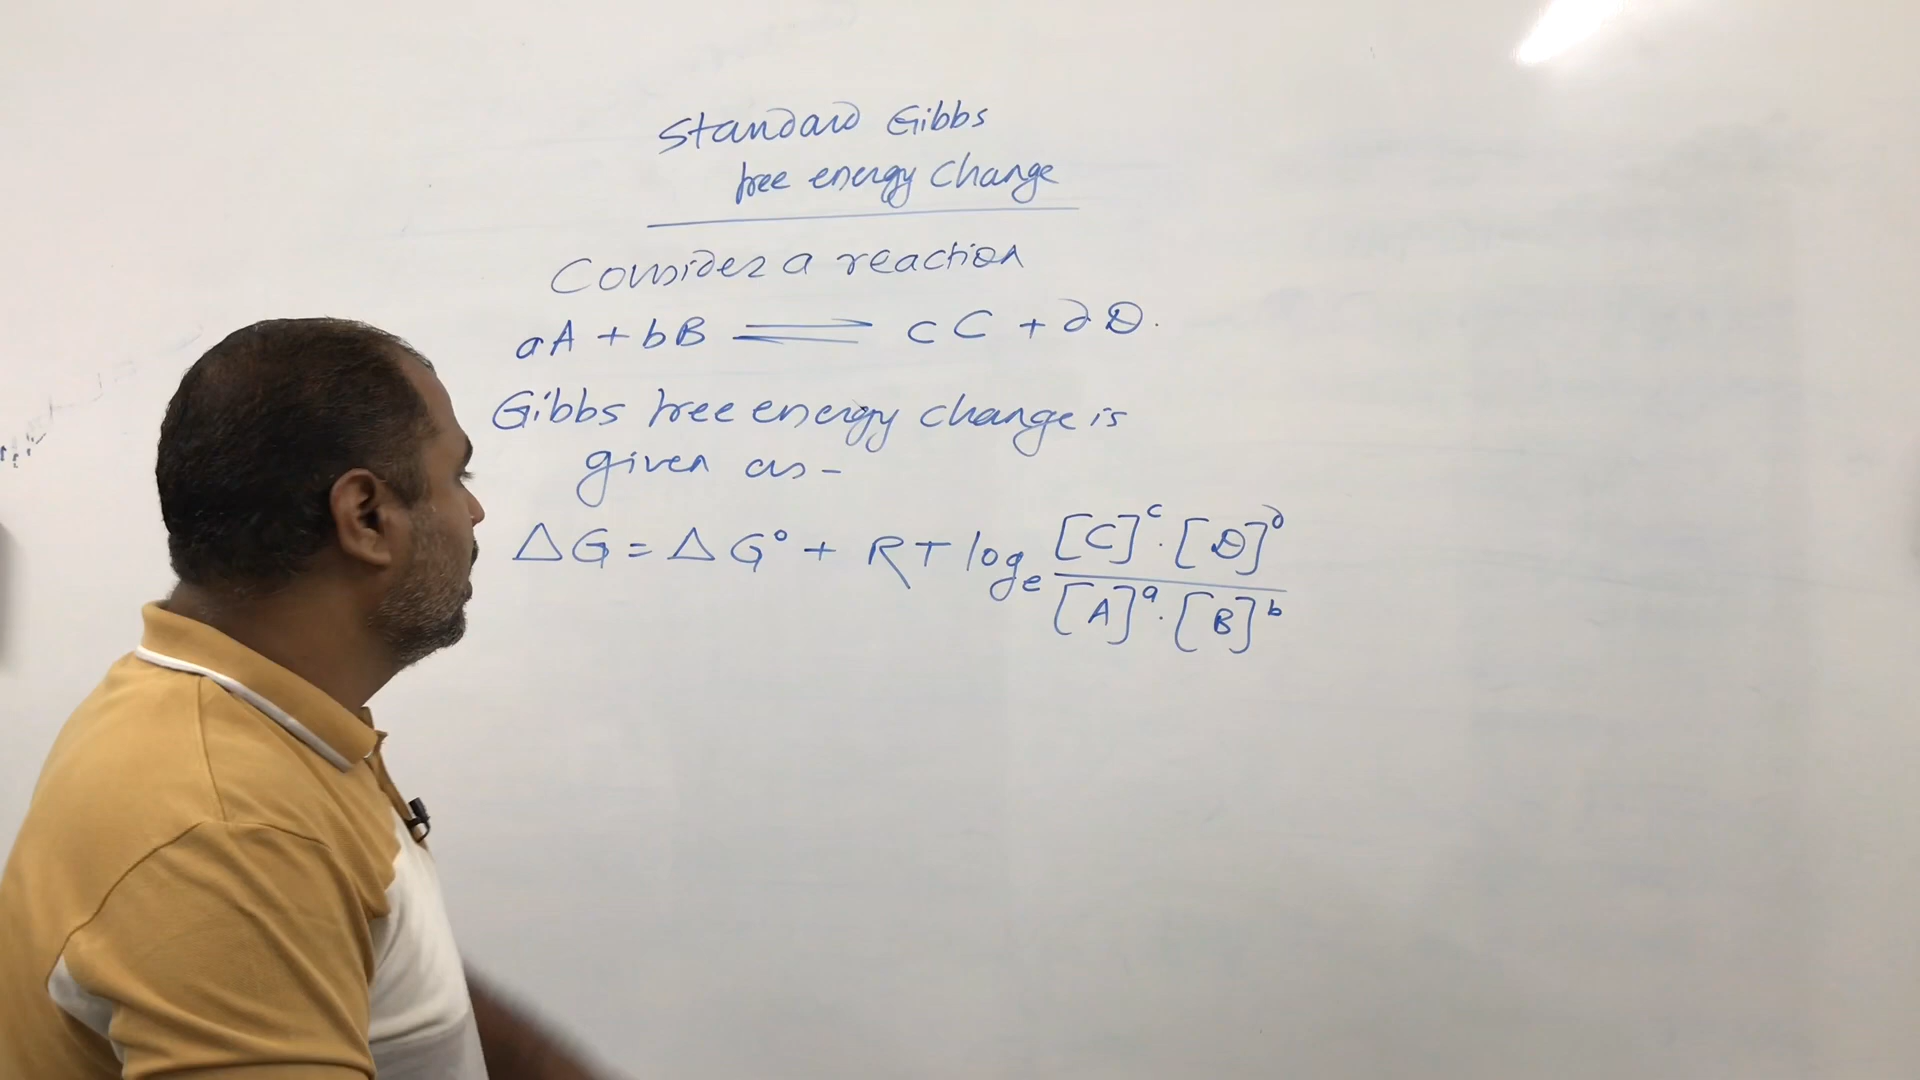 Standard Gibbs
free energy change
Consider a reaction
aA + bB ⇌ cC + dD.
Gibbs free energy change is
given as -
ΔG = ΔG° + RT logₑ [C]ᶜ · [D]ᵈ / [A]ᵃ · [B]ᵇ